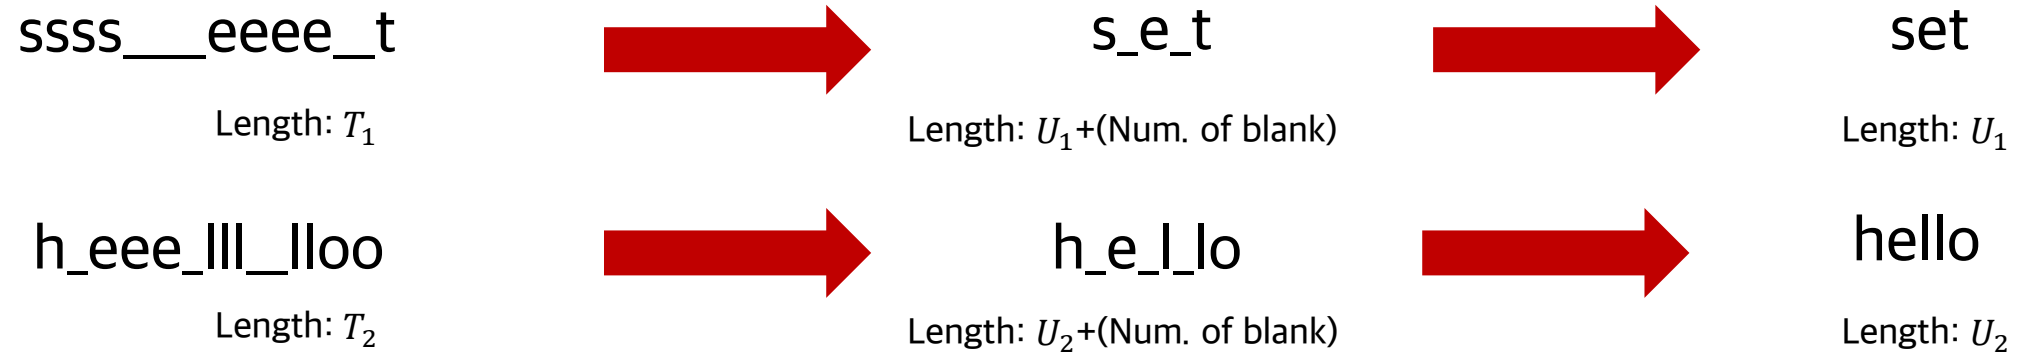 ssss___eeee__t s_e_t set
Length: T₁ Length: U₁+(Num. of blank) Length: U₁
h_eee_lll__lloo h_e_l_lo hello
Length: T₂ Length: U₂+(Num. of blank) Length: U₂